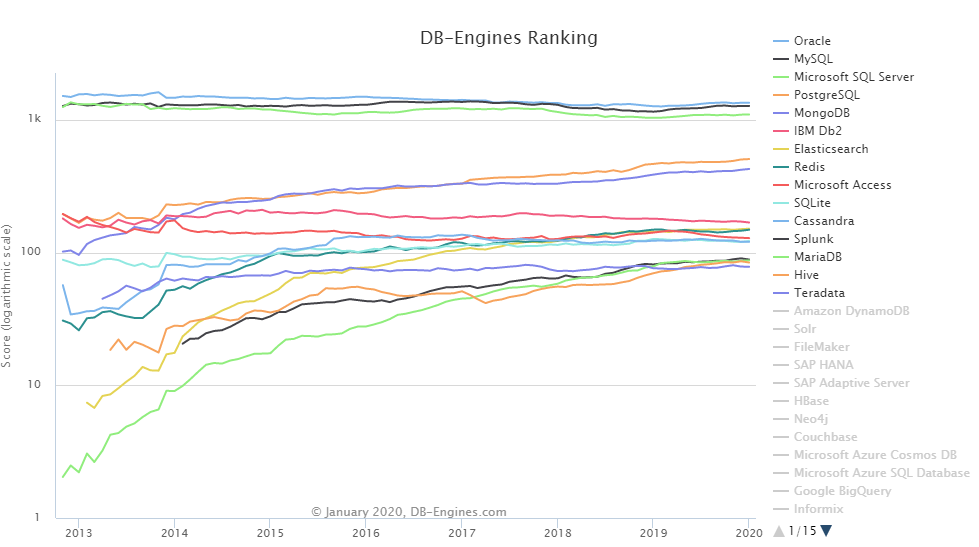 DB-Engines Ranking
Score (logarithmic scale)
1k
100
10
1
2013 2014 2015 2016 2017 2018 2019 2020
© January 2020, DB-Engines.com
Oracle
MySQL
Microsoft SQL Server
PostgreSQL
MongoDB
IBM Db2
Elasticsearch
Redis
Microsoft Access
SQLite
Cassandra
Splunk
MariaDB
Hive
Teradata
Amazon DynamoDB
Solr
FileMaker
SAP HANA
SAP Adaptive Server
HBase
Neo4j
Couchbase
Microsoft Azure Cosmos DB
Microsoft Azure SQL Database
Google BigQuery
Informix
1/15